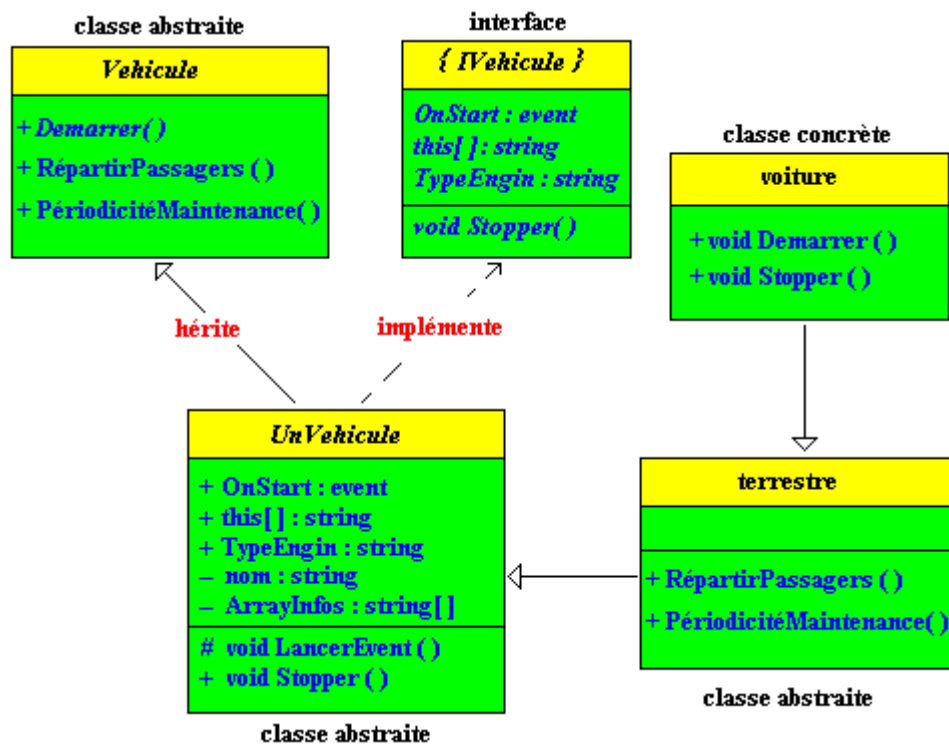 classe abstraite
Vehicule
+ Demarrer( )
+ RépartirPassagers ( )
+ PériodicitéMaintenance( )
interface
{ IVehicule }
OnStart : event
this[ ] : string
TypeEngin : string
void Stopper( )
classe concrète
voiture
+ void Demarrer ( )
+ void Stopper ( )
hérite
implémente
UnVehicule
+ OnStart : event
+ this[ ] : string
+ TypeEngin : string
– nom : string
– ArrayInfos : string[ ]
# void LancerEvent ( )
+ void Stopper ( )
classe abstraite
terrestre
+ RépartirPassagers ( )
+ PériodicitéMaintenance( )
classe abstraite